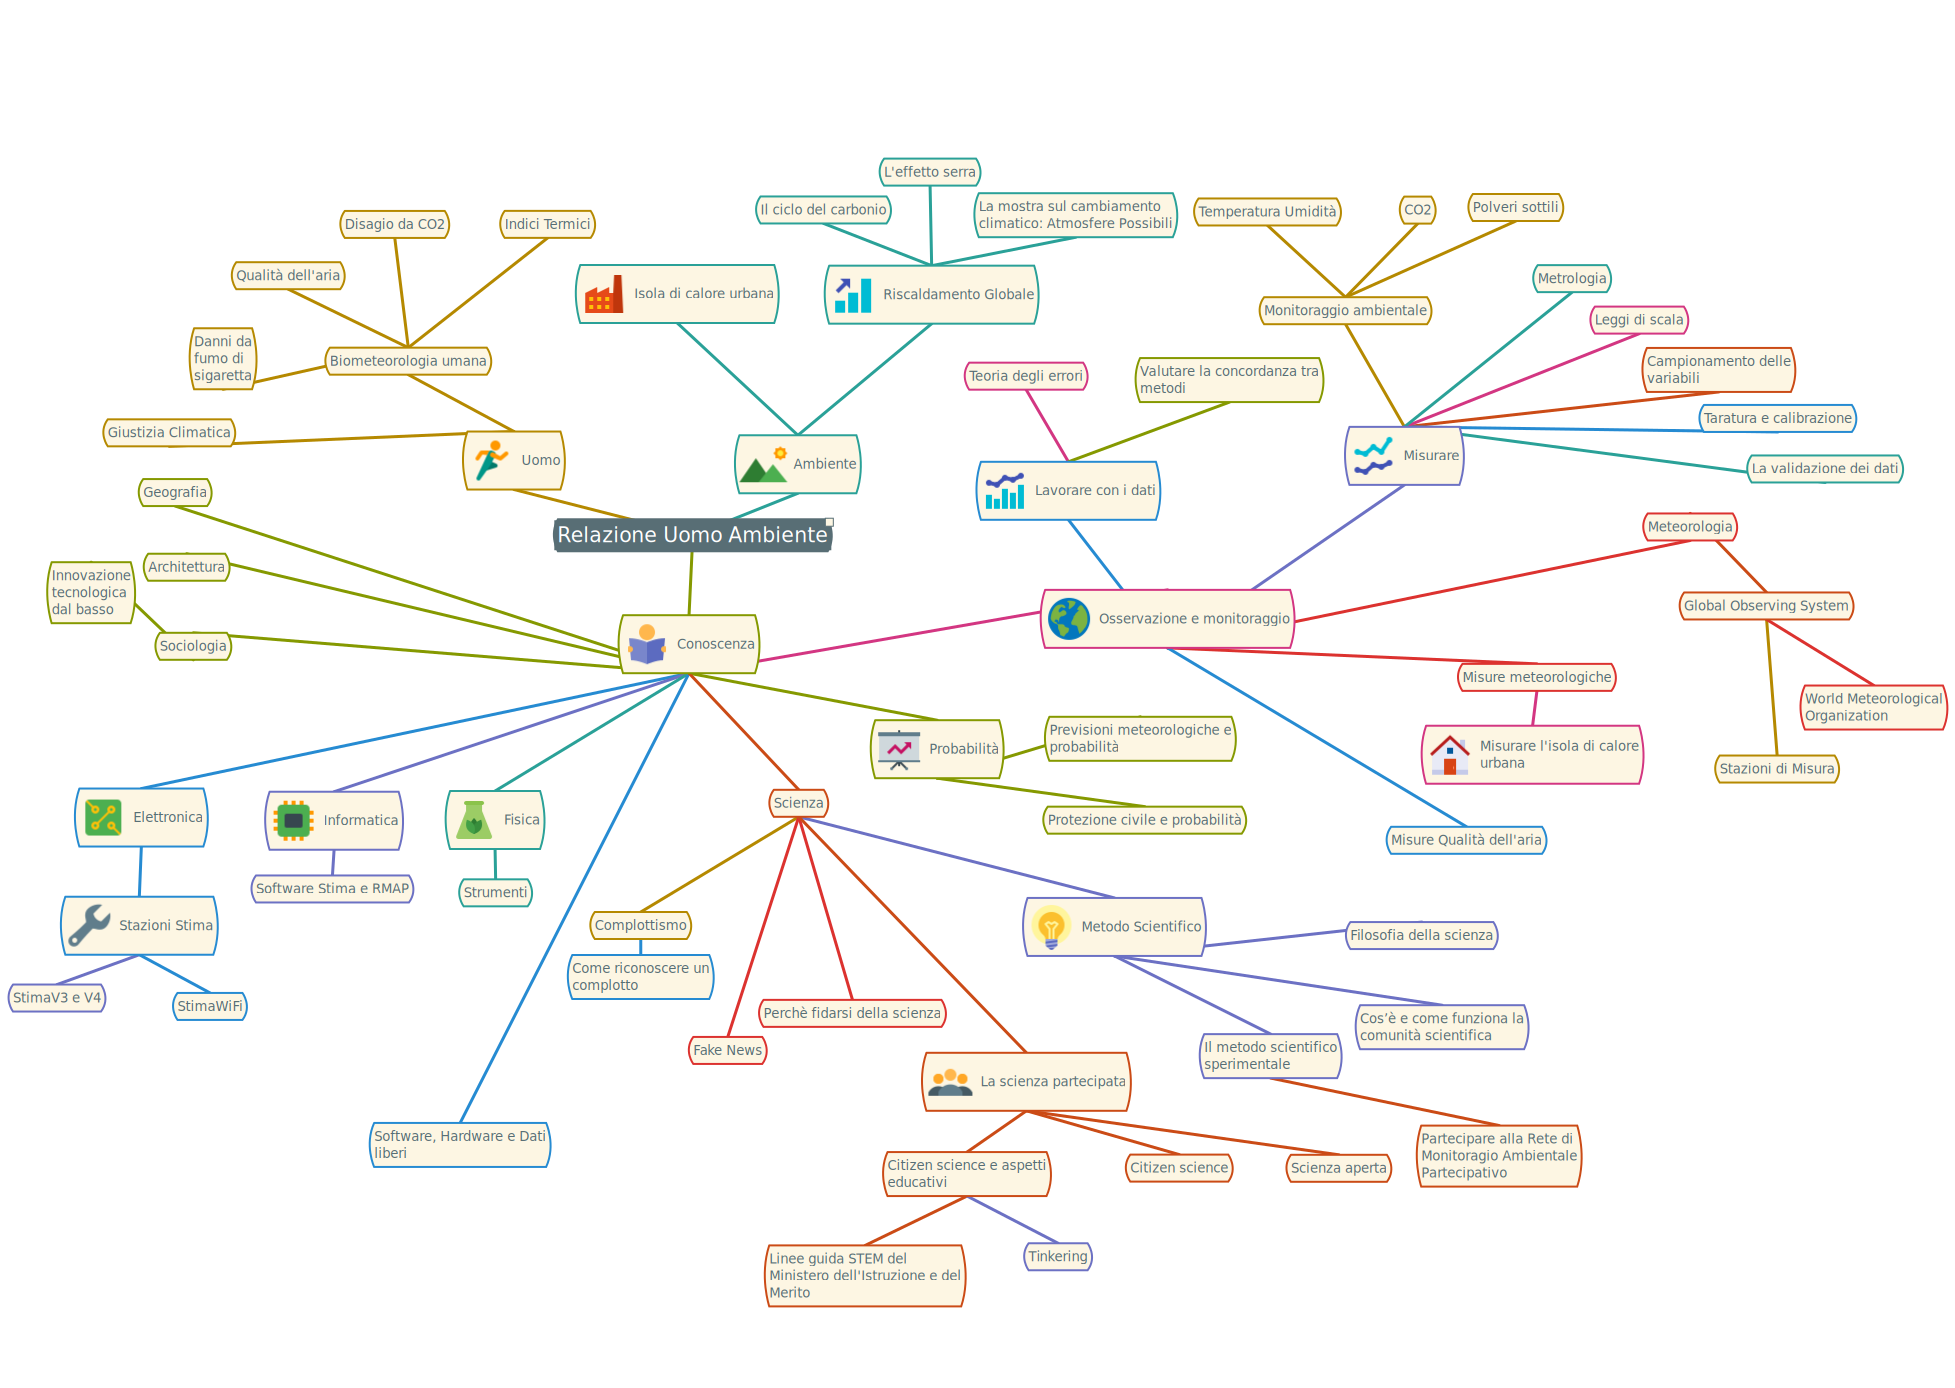 L'effetto serra
Il ciclo del carbonio
La mostra sul cambiamento
climatico: Atmosfere Possibili
Temperatura Umidità
CO2
Polveri sottili
Disagio da CO2
Indici Termici
Qualità dell'aria
Isola di calore urbana
Riscaldamento Globale
Metrologia
Monitoraggio ambientale
Leggi di scala
Danni da
fumo di
sigaretta
Biometeorologia umana
Teoria degli errori
Valutare la concordanza tra
metodi
Campionamento delle
variabili
Taratura e calibrazione
Giustizia Climatica
Uomo
Ambiente
Misurare
La validazione dei dati
Geografia
Lavorare con i dati
Relazione Uomo Ambiente
Meteorologia
Architettura
Innovazione
tecnologica
dal basso
Global Observing System
Sociologia
Conoscenza
Osservazione e monitoraggio
Misure meteorologiche
World Meteorological
Organization
Probabilità
Previsioni meteorologiche e
probabilità
Misurare l'isola di calore
urbana
Stazioni di Misura
Elettronica
Informatica
Fisica
Scienza
Protezione civile e probabilità
Misure Qualità dell'aria
Software Stima e RMAP
Strumenti
Stazioni Stima
Complottismo
Metodo Scientifico
Filosofia della scienza
Come riconoscere un
complotto
StimaV3 e V4
StimaWiFi
Perchè fidarsi della scienza
Cos’è e come funziona la
comunità scientifica
Fake News
Il metodo scientifico
sperimentale
La scienza partecipata
Software, Hardware e Dati
liberi
Partecipare alla Rete di
Monitoragio Ambientale
Partecipativo
Citizen science e aspetti
educativi
Citizen science
Scienza aperta
Linee guida STEM del
Ministero dell'Istruzione e del
Merito
Tinkering